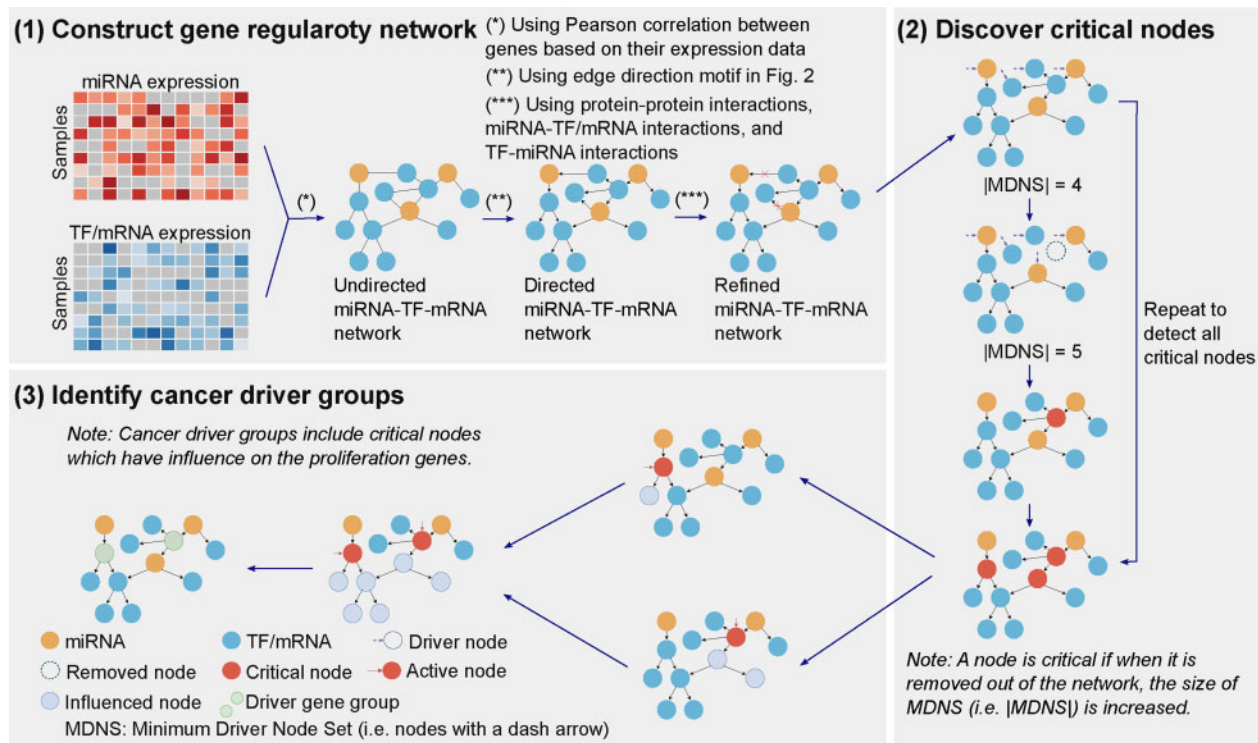 (1) Construct gene regularoty network
miRNA expression
Samples
TF/mRNA expression
Samples
(*) Using Pearson correlation between
genes based on their expression data
(**) Using edge direction motif in Fig. 2
(***) Using protein-protein interactions,
miRNA-TF/mRNA interactions, and
TF-miRNA interactions
(*)
(**)
(***)
Undirected
miRNA-TF-mRNA
network
Directed
miRNA-TF-mRNA
network
Refined
miRNA-TF-mRNA
network
(2) Discover critical nodes
|MDNS| = 4
|MDNS| = 5
Repeat to
detect all
critical nodes
Note: A node is critical if when it is
removed out of the network, the size of
MDNS (i.e. |MDNS|) is increased.
(3) Identify cancer driver groups
Note: Cancer driver groups include critical nodes
which have influence on the proliferation genes.
miRNA
TF/mRNA
Driver node
Removed node
Critical node
Active node
Influenced node
Driver gene group
MDNS: Minimum Driver Node Set (i.e. nodes with a dash arrow)